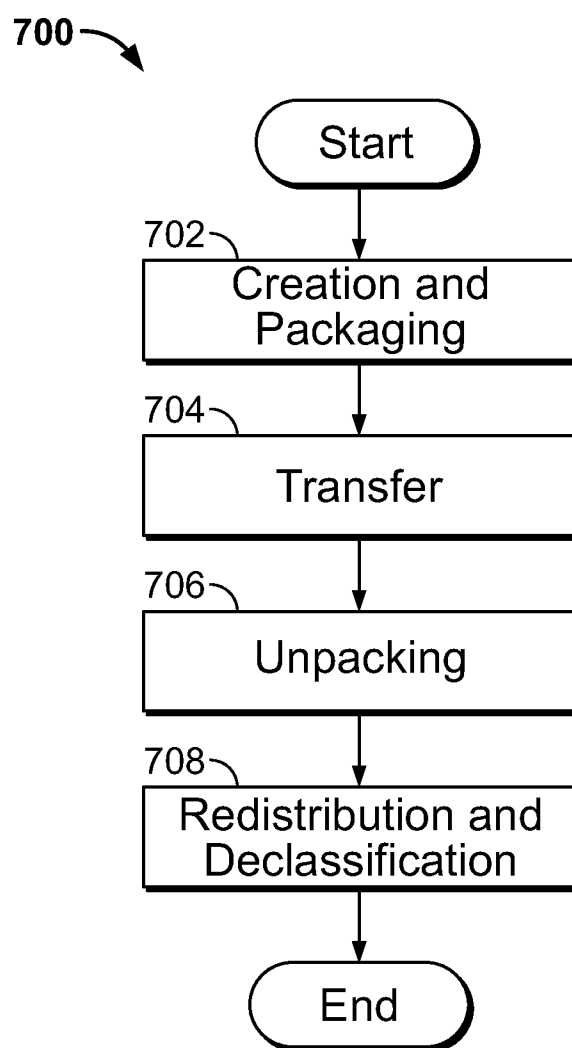 700
Start
702
Creation and
Packaging
704
Transfer
706
Unpacking
708
Redistribution and
Declassification
End